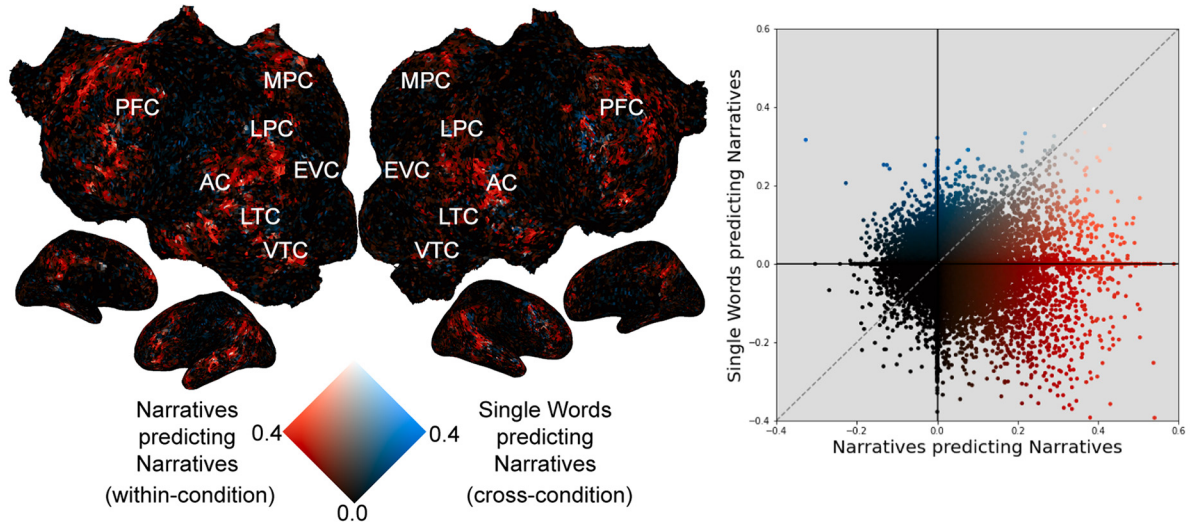 MPC
PFC
LPC
EVC
AC
LTC
VTC
MPC
PFC
LPC
EVC
AC
LTC
VTC
Narratives
predicting
Narratives
(within-condition)
0.4
0.4
0.0
Single Words
predicting
Narratives
(cross-condition)
Single Words predicting Narratives
0.6
0.4
0.2
0.0
−0.2
−0.4
−0.4
−0.2
0.0
0.2
0.4
0.6
Narratives predicting Narratives